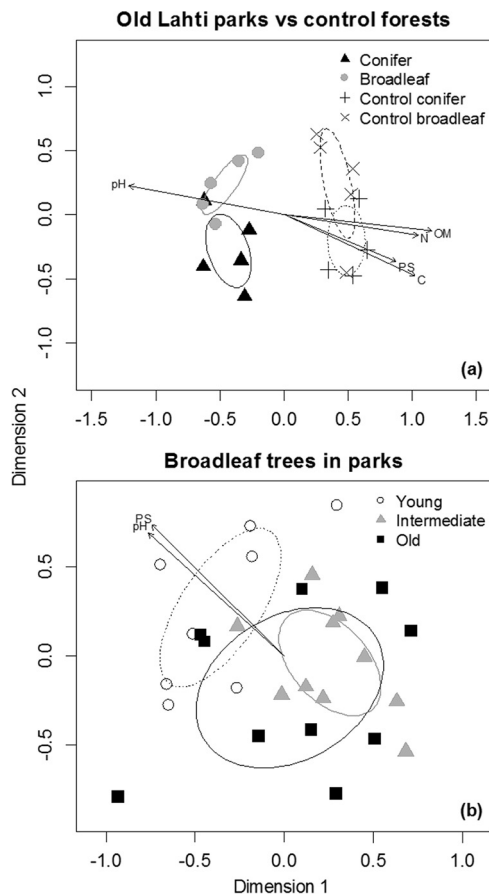 Old Lahti parks vs control forests
Conifer
Broadleaf
Control conifer
Control broadleaf
pH
OM
N
PS
C
(a)
1.0
0.5
0.0
-0.5
-1.0
-1.5 -1.0 -0.5 0.0 0.5 1.0 1.5
Dimension 2
Broadleaf trees in parks
Young
Intermediate
Old
PS
pH
(b)
0.5
0.0
-0.5
-1.0 -0.5 0.0 0.5 1.0
Dimension 1